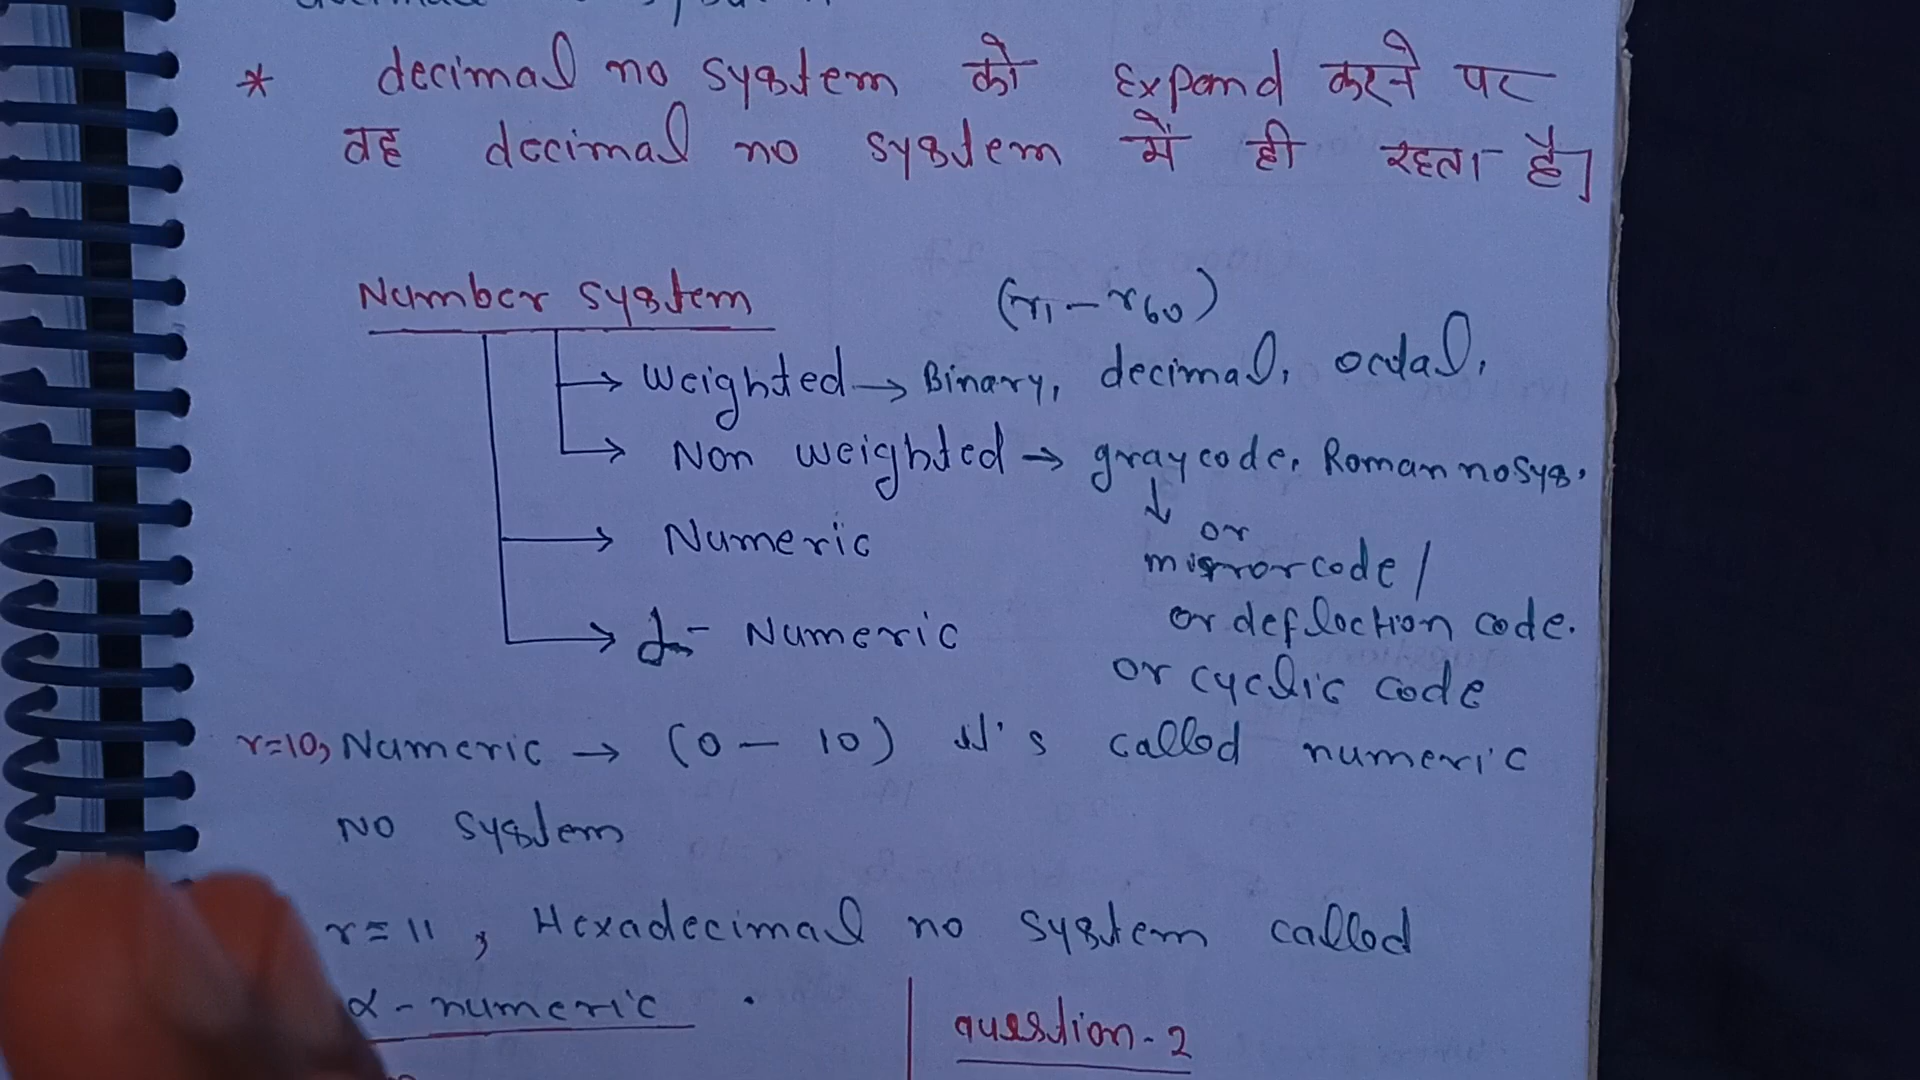 * decimal no system को Expand करने पर
वह decimal no system में ही रहता है|
Number system (r1 - r60)
→ Weighted → Binary, decimal, octal,
→ Non weighted → gray code, Roman no sys,
↓ or
→ Numeric mirror code /
or deflection code.
→ α - Numeric
or cyclic code
r=10, Numeric → (0 - 10) it's called numeric
no system
r = 11, Hexadecimal no system called
α - numeric .
question - 2